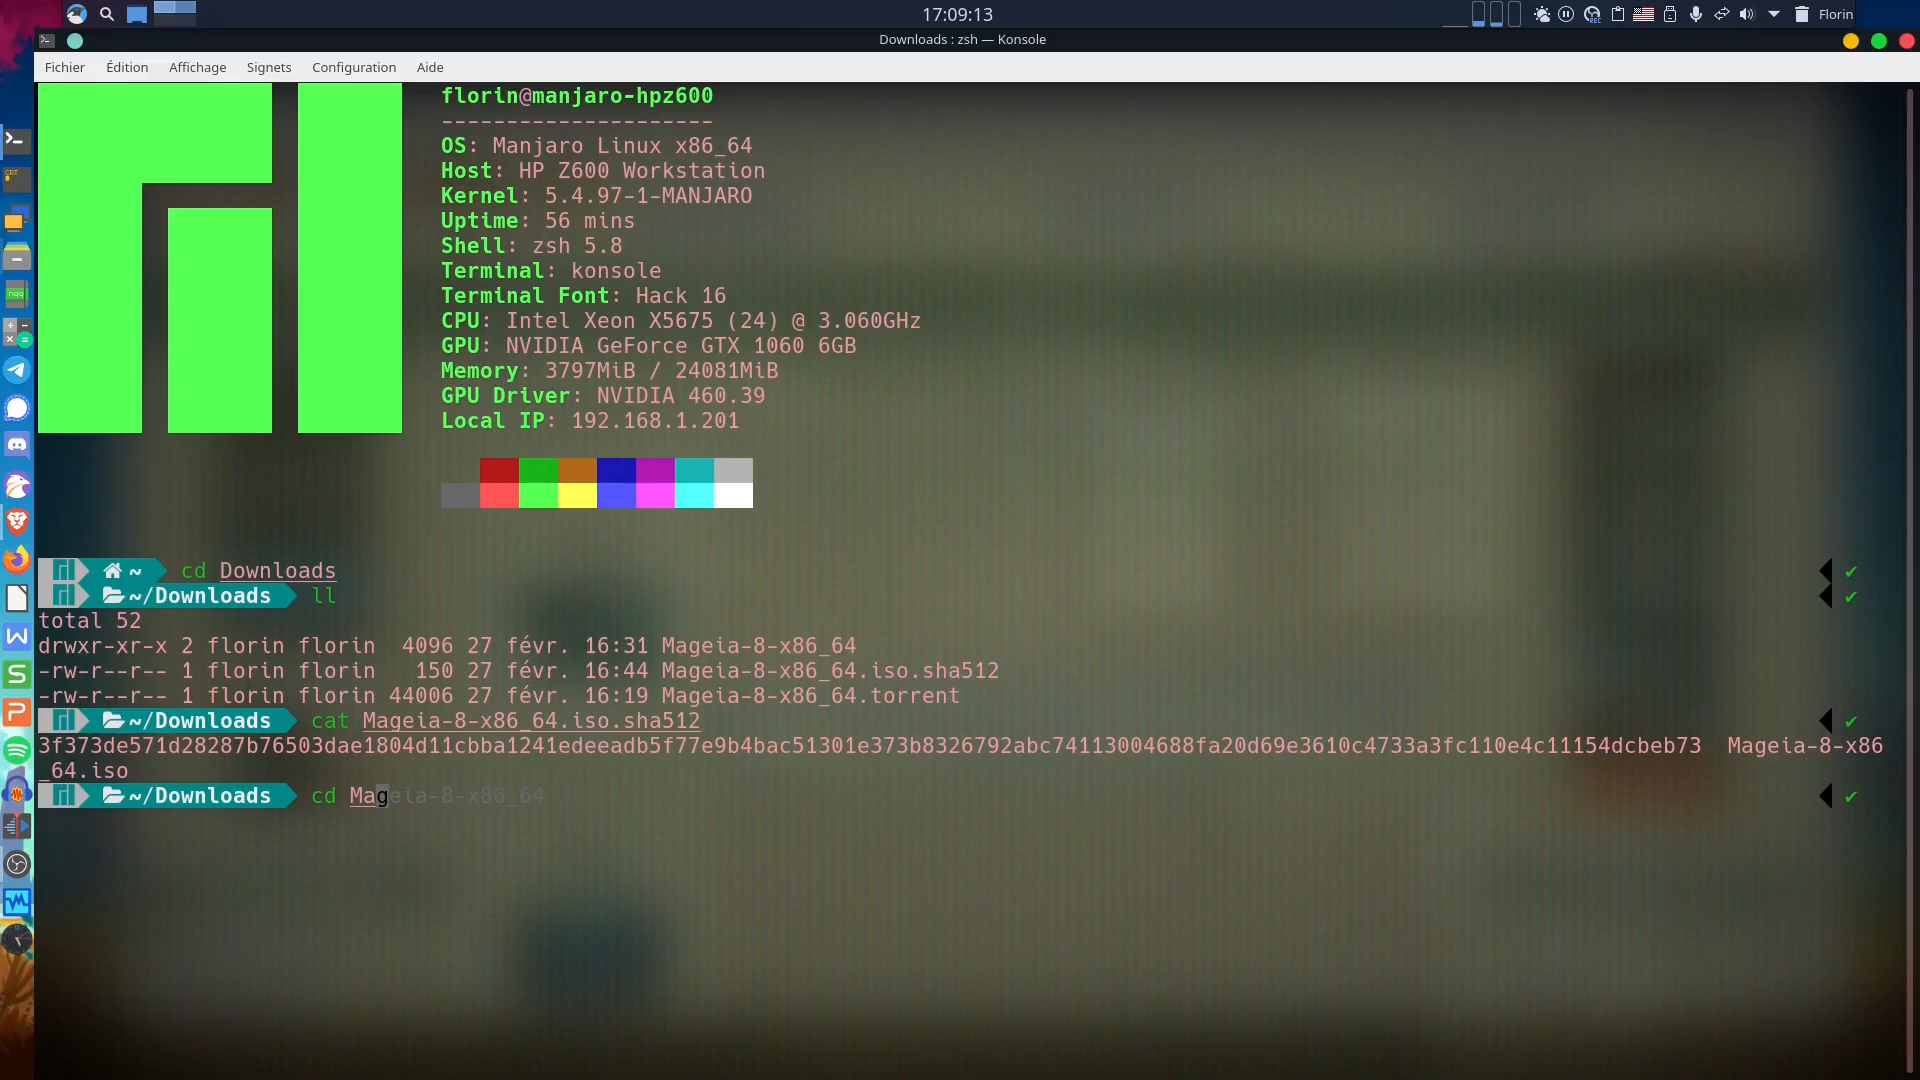 17:09:13
Florin
Downloads : zsh — Konsole
Fichier Édition Affichage Signets Configuration Aide
florin@manjaro-hpz600
---------------------
OS: Manjaro Linux x86_64
Host: HP Z600 Workstation
Kernel: 5.4.97-1-MANJARO
Uptime: 56 mins
Shell: zsh 5.8
Terminal: konsole
Terminal Font: Hack 16
CPU: Intel Xeon X5675 (24) @ 3.060GHz
GPU: NVIDIA GeForce GTX 1060 6GB
Memory: 3797MiB / 24081MiB
GPU Driver: NVIDIA 460.39
Local IP: 192.168.1.201
~ cd Downloads
~/Downloads ll
total 52
drwxr-xr-x 2 florin florin  4096 27 févr. 16:31 Mageia-8-x86_64
-rw-r--r-- 1 florin florin   150 27 févr. 16:44 Mageia-8-x86_64.iso.sha512
-rw-r--r-- 1 florin florin 44006 27 févr. 16:19 Mageia-8-x86_64.torrent
~/Downloads cat Mageia-8-x86_64.iso.sha512
3f373de571d28287b76503dae1804d11cbba1241edeeadb5f77e9b4bac51301e373b8326792abc74113004688fa20d69e3610c4733a3fc110e4c11154dcbeb73  Mageia-8-x86
_64.iso
~/Downloads cd Mageia-8-x86_64